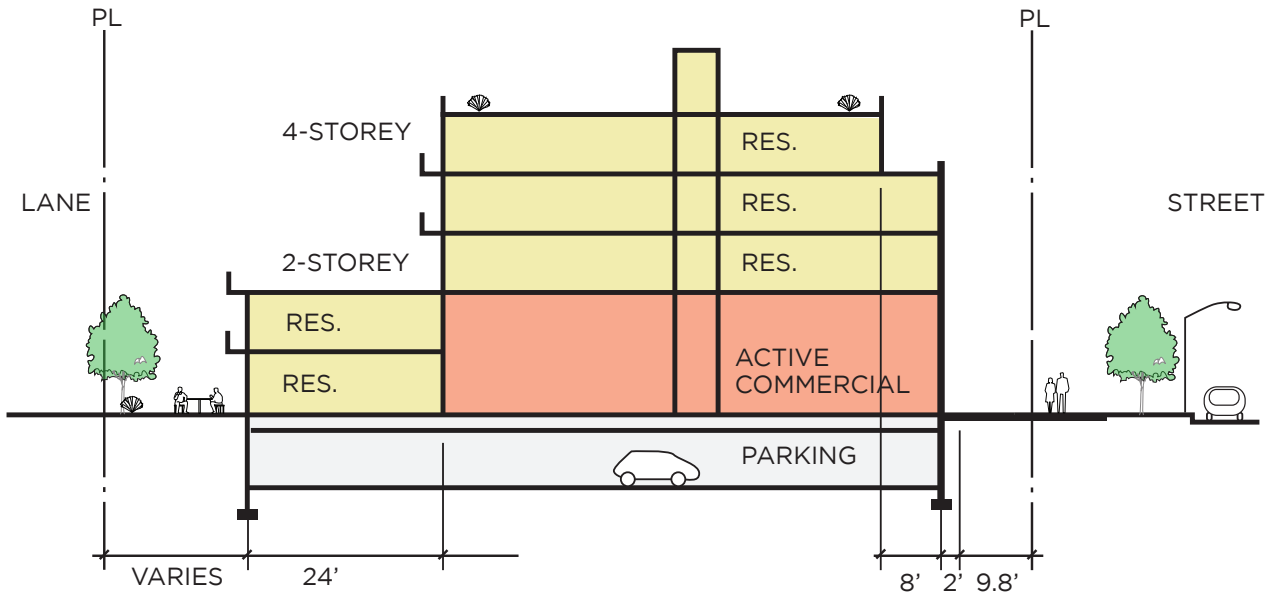 PL
PL
4-STOREY
RES.
LANE
RES.
STREET
2-STOREY
RES.
RES.
ACTIVE
COMMERCIAL
RES.
PARKING
VARIES
24’
8’
2’
9.8’